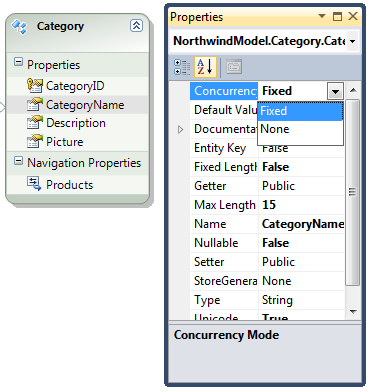 Category
Properties
CategoryID
CategoryName
Description
Picture
Navigation Properties
Products
Properties
NorthwindModel.Category.Cate
Concurrency Fixed
Fixed
None
Default Valu
Documentat
Entity Key False
Fixed Length False
Getter Public
Max Length 15
Name CategoryName
Nullable False
Setter Public
StoreGenera None
Type String
Unicode True
Concurrency Mode